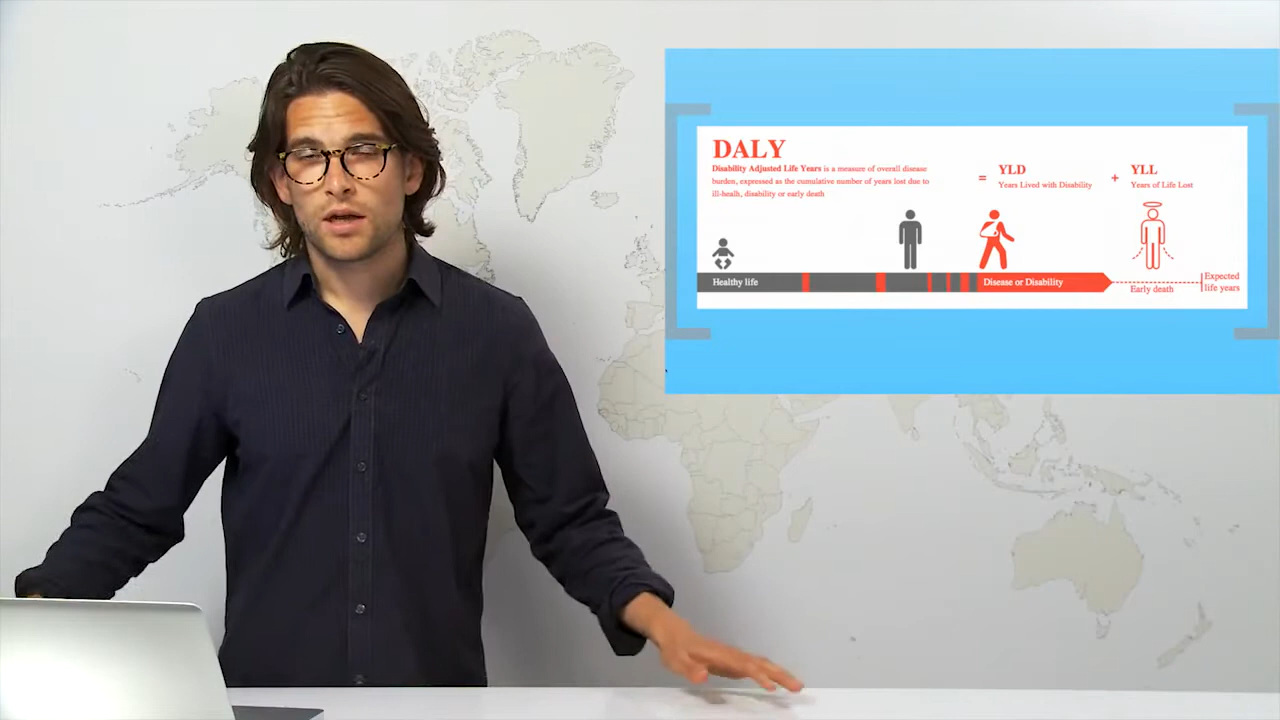 DALY
Disability Adjusted Life Years is a measure of overall disease
burden, expressed as the cumulative number of years lost due to
ill-healh, disability or early death
= YLD + YLL
Years Lived with Disability Years of Life Lost
Healthy life
Disease or Disability
Early death
Expected
life years